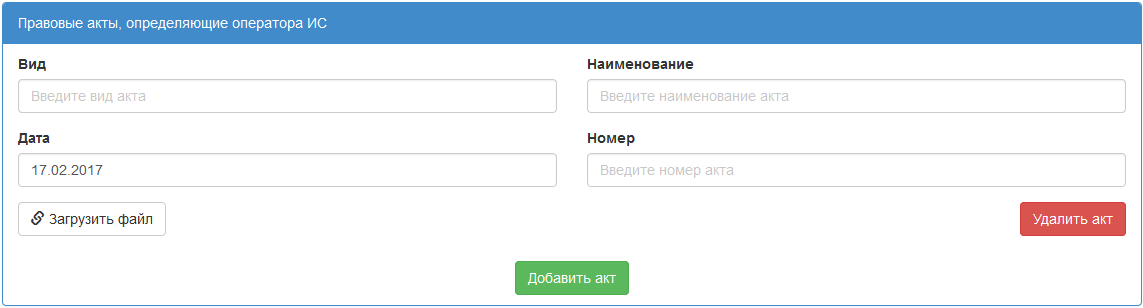 Правовые акты, определяющие оператора ИС
Вид Наименование
Введите вид акта Введите наименование акта
Дата Номер
17.02.2017 Введите номер акта
Загрузить файл Удалить акт
Добавить акт